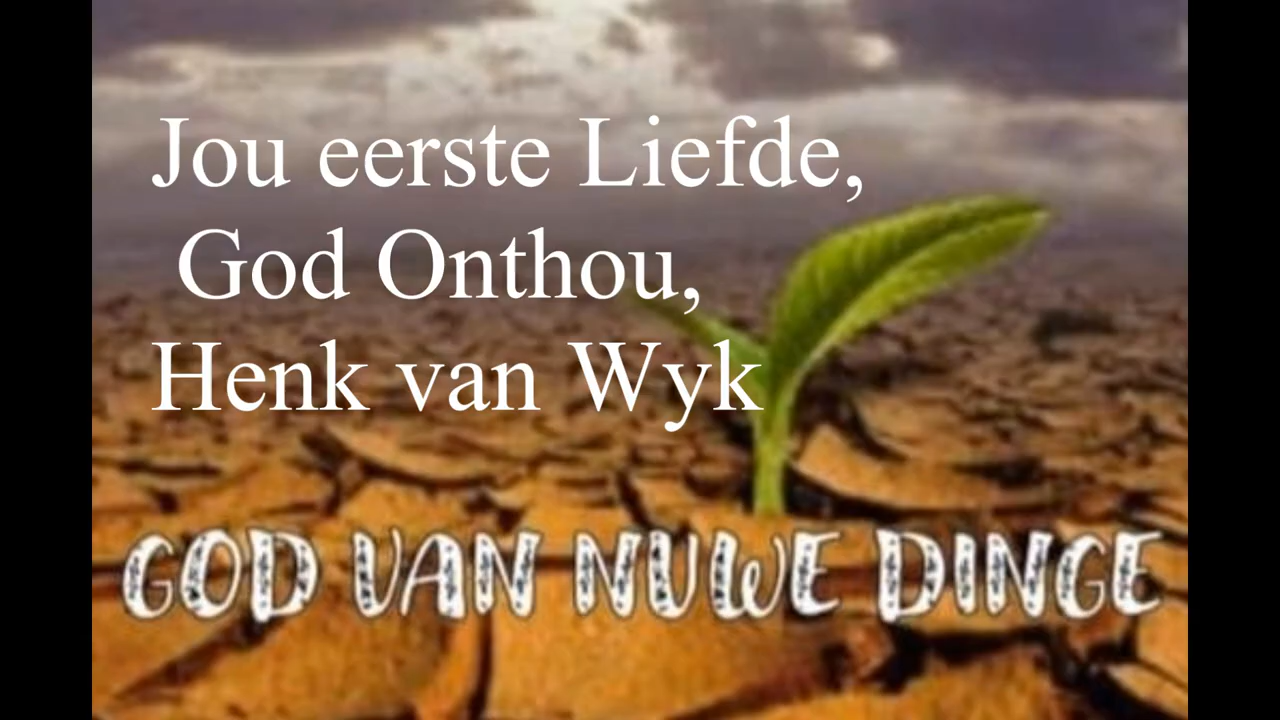 Jou eerste Liefde,
God Onthou,
Henk van Wyk
GOD VAN NUWE DINGE